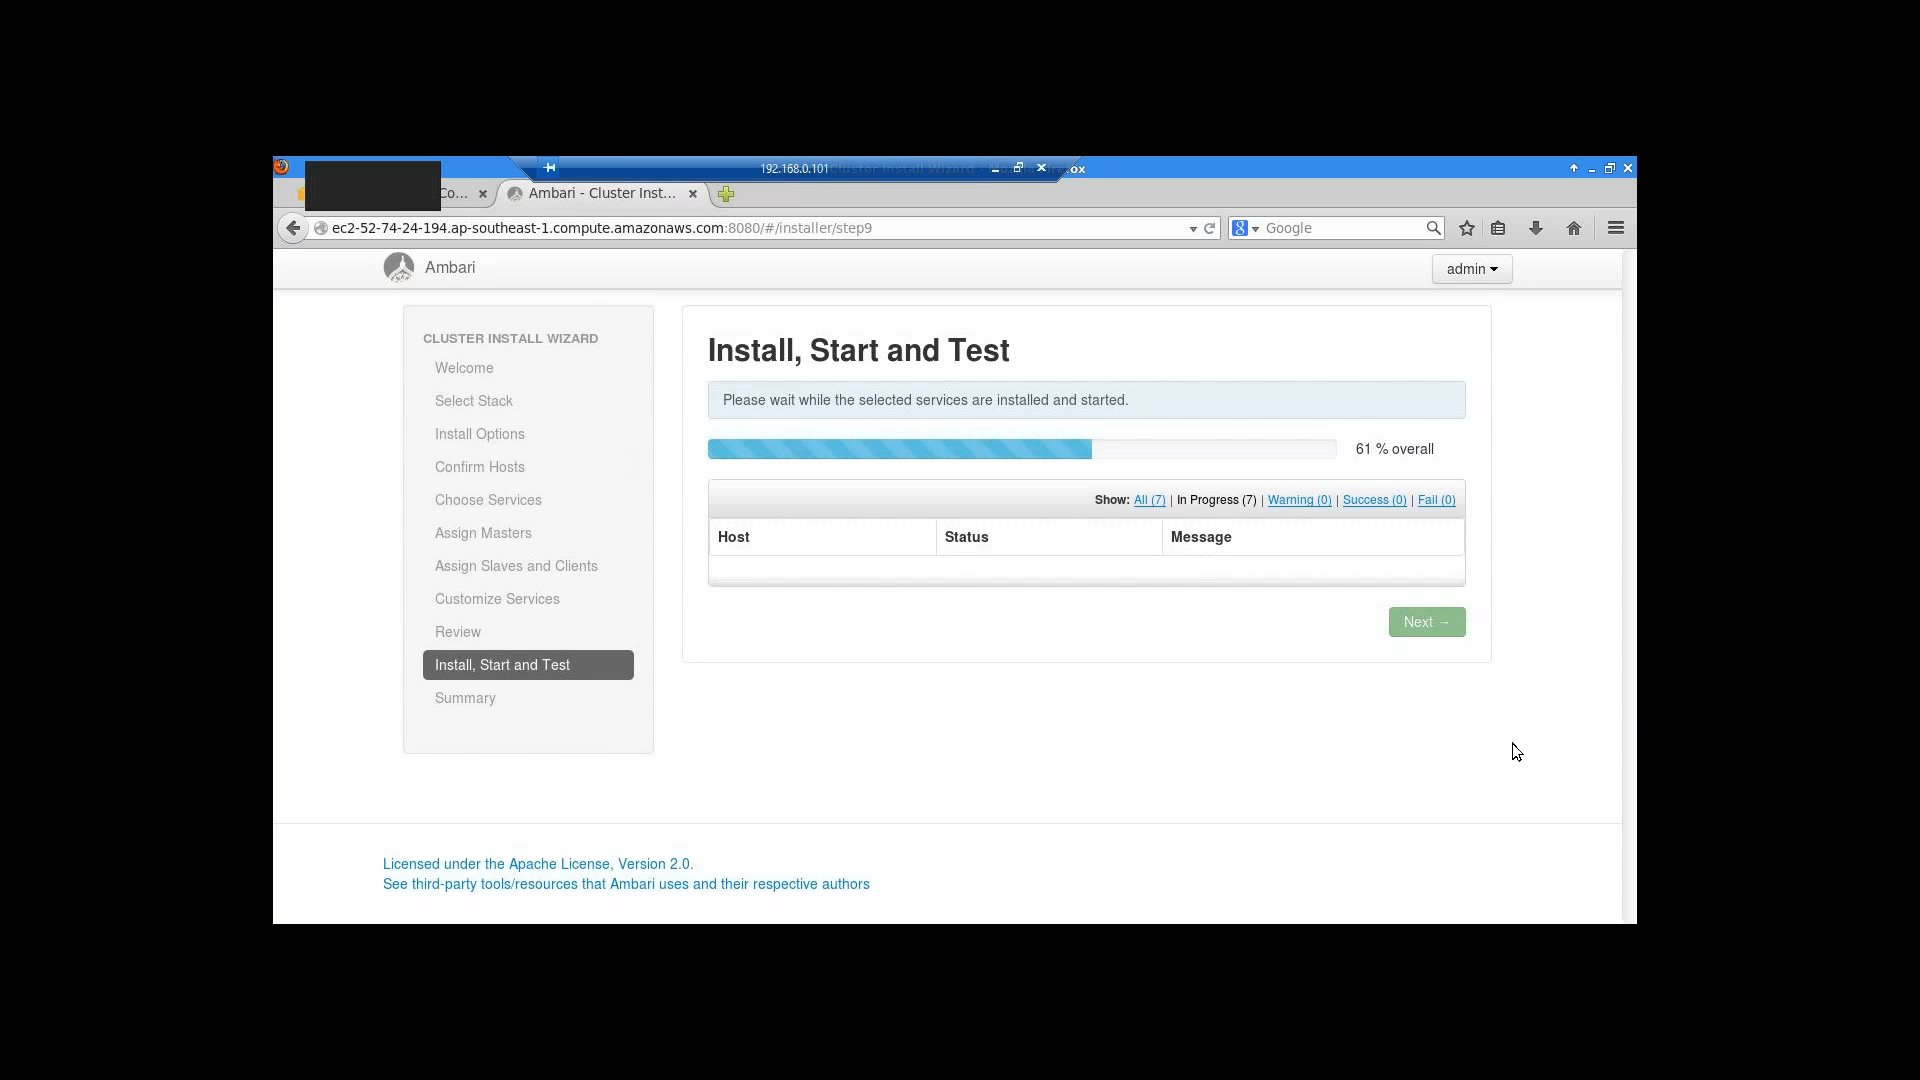 192.168.0.101
Co...
Ambari - Cluster Inst...
ec2-52-74-24-194.ap-southeast-1.compute.amazonaws.com:8080/#/installer/step9
Google
Ambari
admin
CLUSTER INSTALL WIZARD
Welcome
Select Stack
Install Options
Confirm Hosts
Choose Services
Assign Masters
Assign Slaves and Clients
Customize Services
Review
Install, Start and Test
Summary
Install, Start and Test
Please wait while the selected services are installed and started.
61 % overall
Show: All (7) | In Progress (7) | Warning (0) | Success (0) | Fail (0)
Host Status Message
Next →
Licensed under the Apache License, Version 2.0.
See third-party tools/resources that Ambari uses and their respective authors